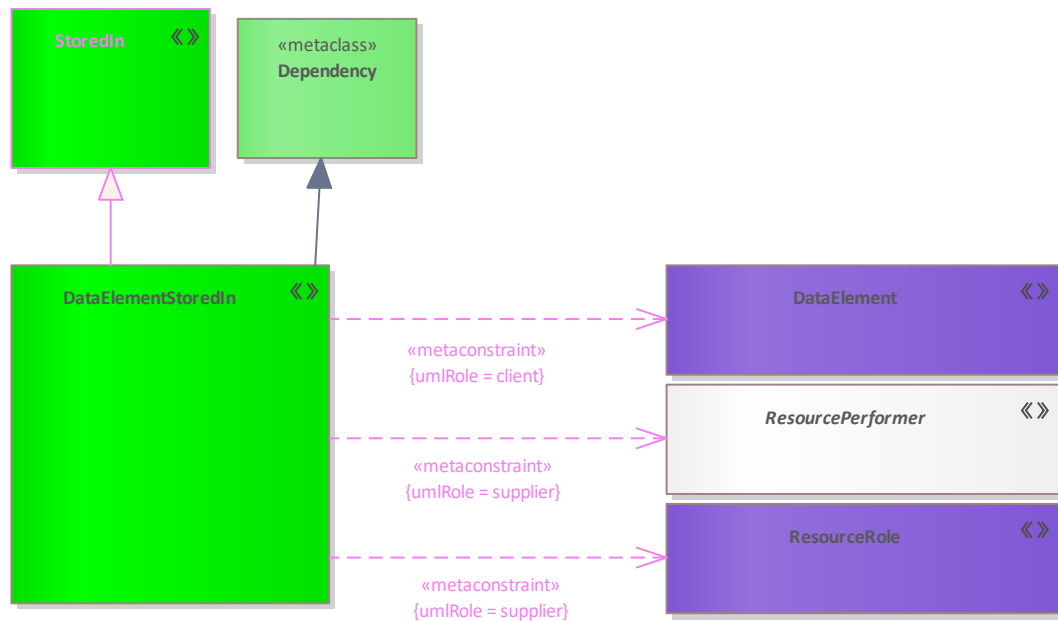 StoredIn
«metaclass»
Dependency
DataElementStoredIn
«metaconstraint»
{umlRole = client}
«metaconstraint»
{umlRole = supplier}
«metaconstraint»
{umlRole = supplier}
DataElement
ResourcePerformer
ResourceRole